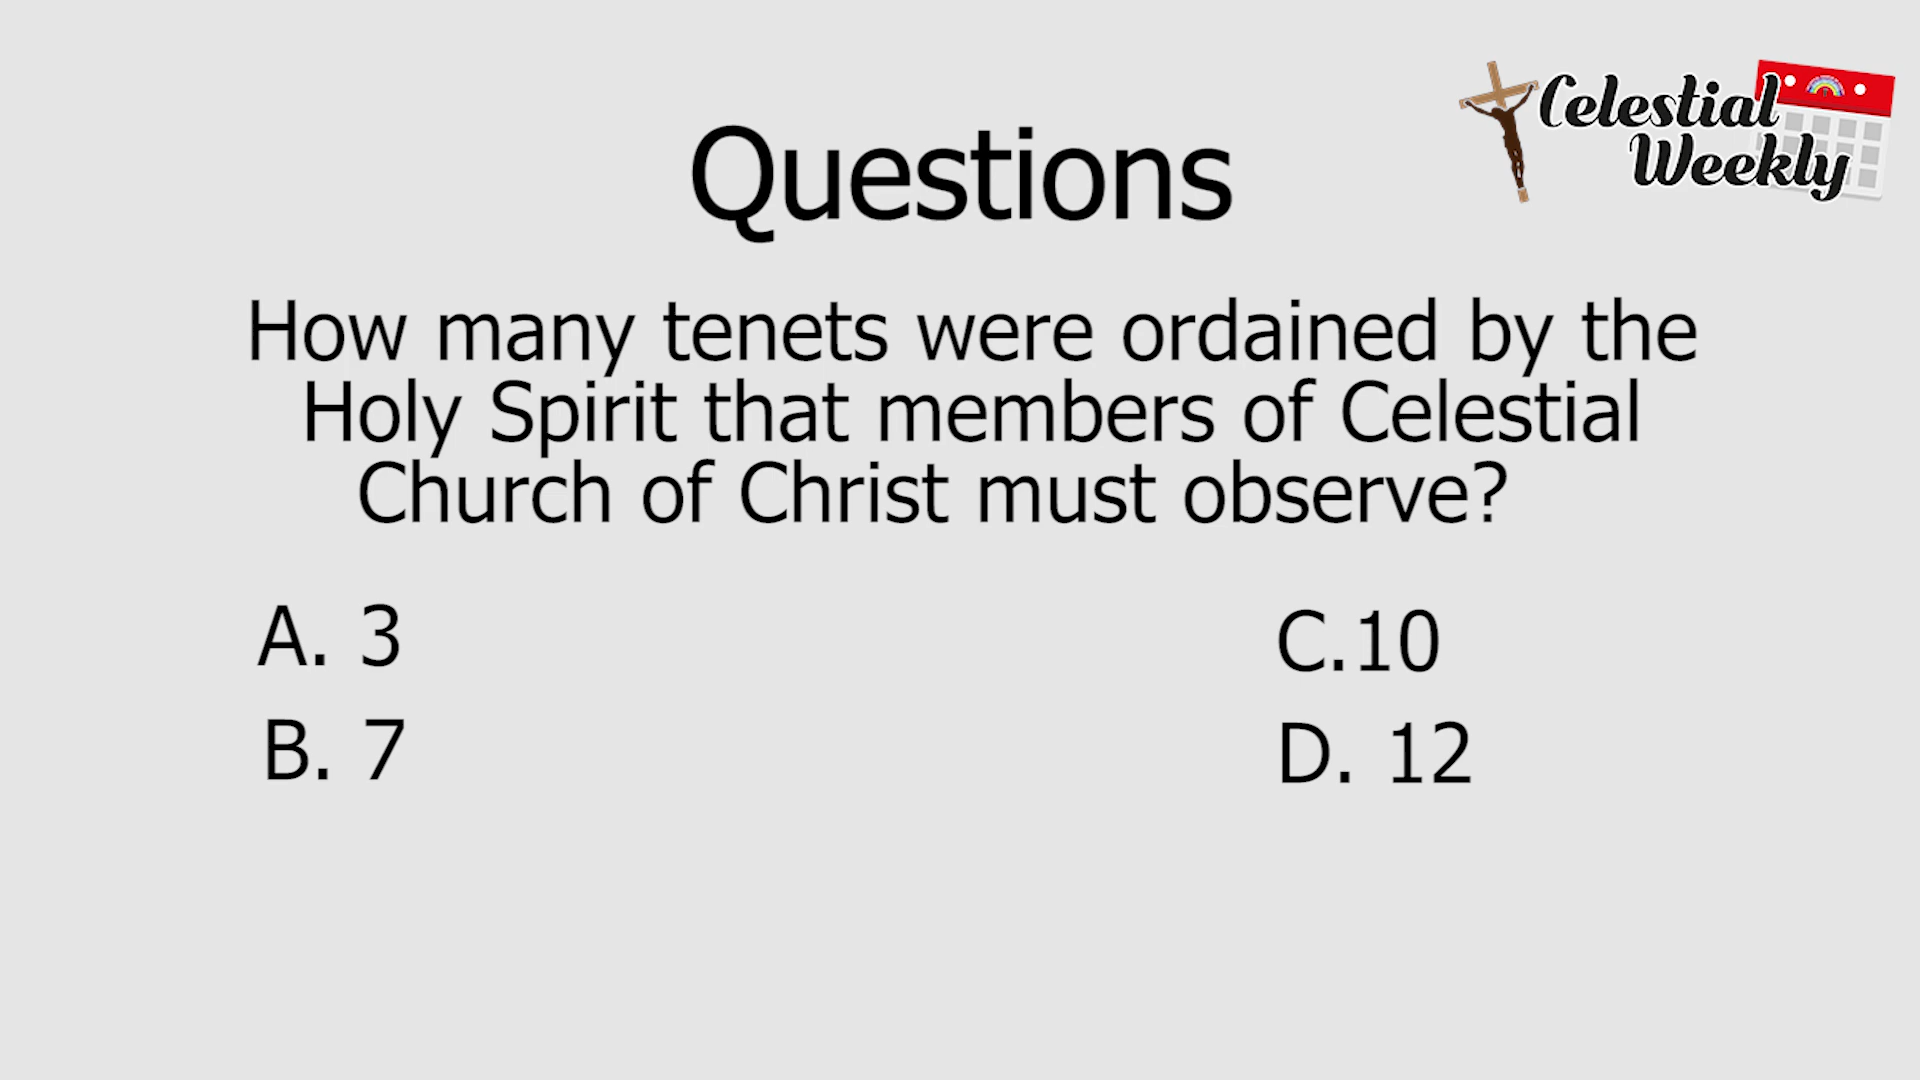 Celestial
Weekly
Questions
How many tenets were ordained by the
Holy Spirit that members of Celestial
Church of Christ must observe?
A. 3
B. 7
C.10
D. 12